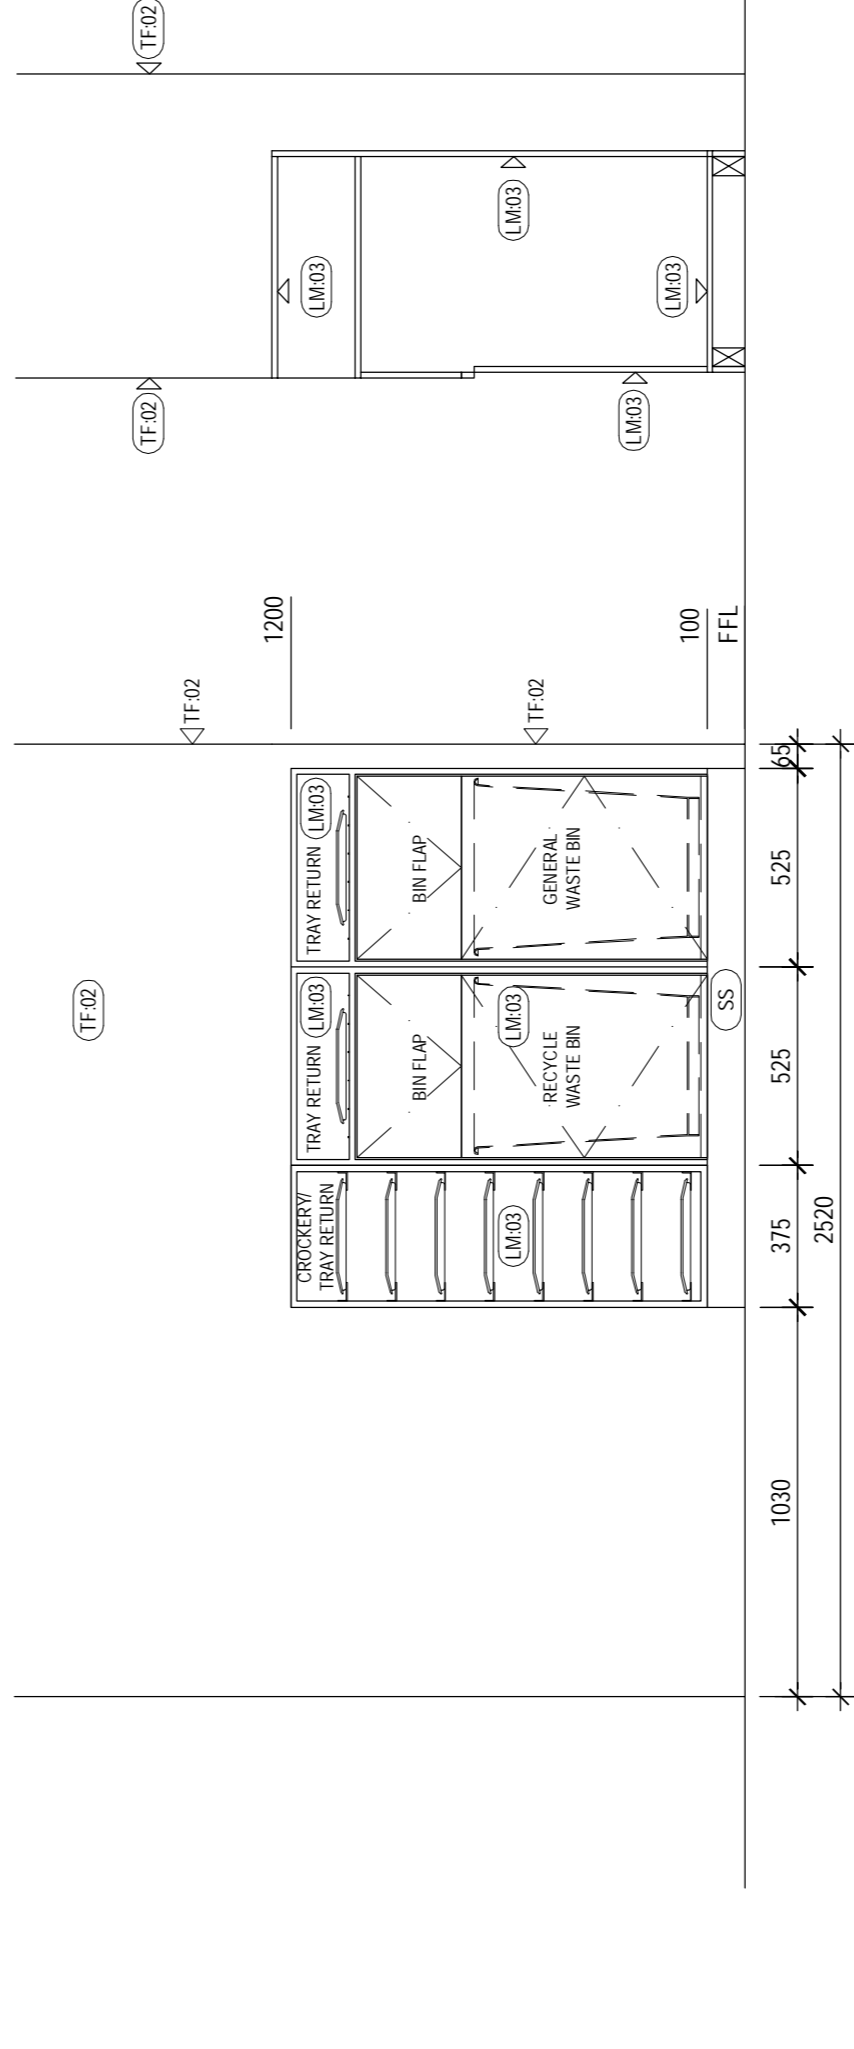 TF:02
1200
100
FFL
CROCKERY/
TRAY RETURN
LM:03
TRAY RETURN
LM:03
BIN FLAP
LM:03
RECYCLE
WASTE BIN
TRAY RETURN
LM:03
BIN FLAP
GENERAL
WASTE BIN
SS
TF:02
TF:02
1030
375
525
525
65
2520
TF:02
TF:02
LM:03
LM:03
LM:03
LM:03